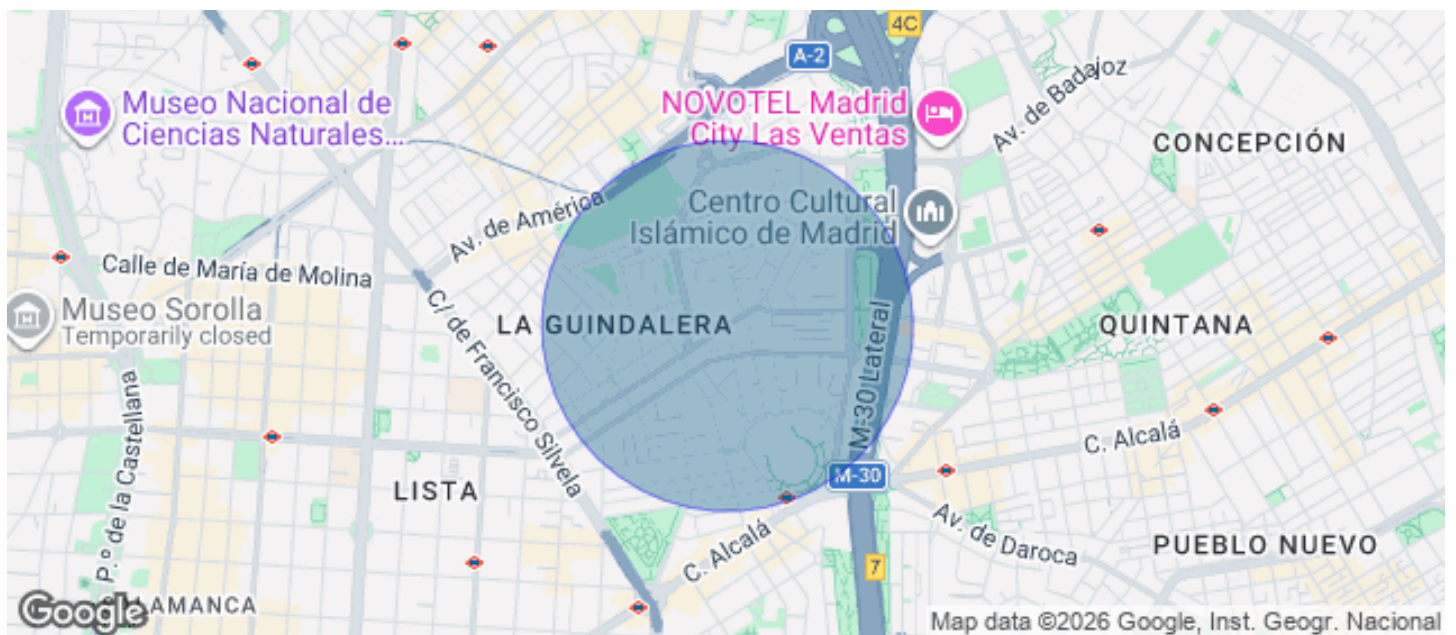 4C
A-2
Museo Nacional de
Ciencias Naturales...
NOVOTEL Madrid
City Las Ventas
Av. de Badajoz
CONCEPCIÓN
Av. de América
Centro Cultural
Islámico de Madrid
Calle de María de Molina
Museo Sorolla
Temporarily closed
C/ de Francisco Silvela
LA GUINDALERA
M-30 Lateral
QUINTANA
P.º de la Castellana
LISTA
C. Alcalá
M-30
C. Alcalá
Av. de Daroca
PUEBLO NUEVO
7
Google
LAMANCA
Map data ©2026 Google, Inst. Geogr. Nacional